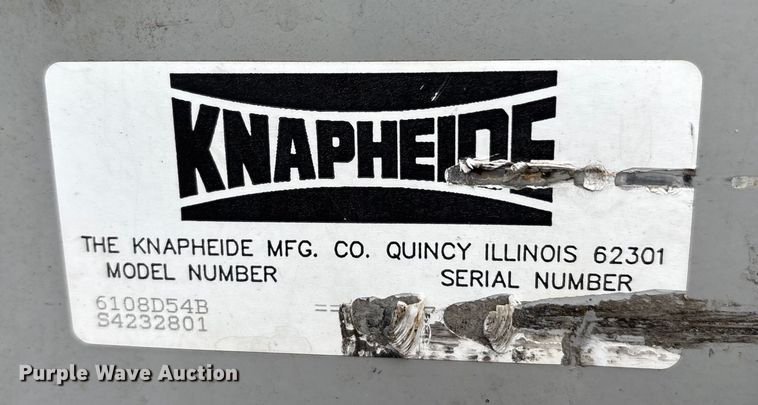 KNAPHEIDE
THE KNAPHEIDE MFG. CO. QUINCY ILLINOIS 62301
MODEL NUMBER SERIAL NUMBER
6108D54B
S4232801
Purple Wave Auction